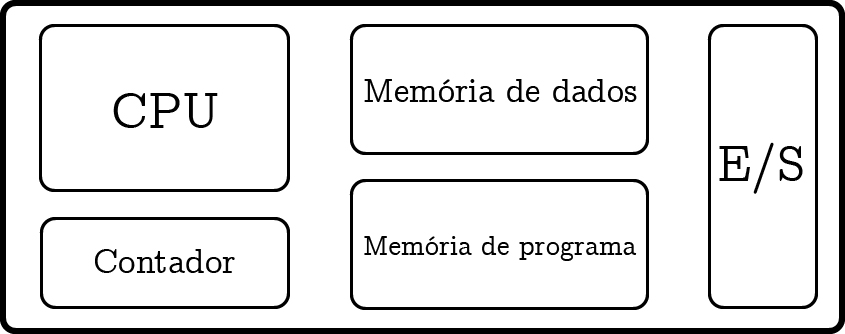 CPU
Contador
Memória de dados
Memória de programa
E/S